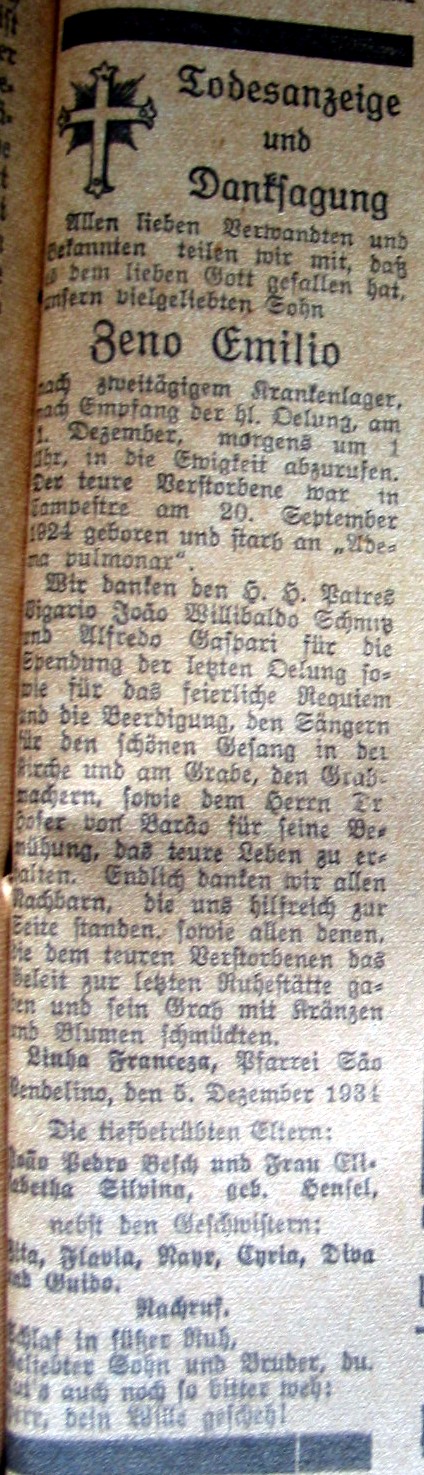 Todesanzeige
und
Danksagung
Allen lieben Verwandten und
Bekannten teilen wir mit, daß
es dem lieben Gott gefallen hat,
unsern vielgeliebten Sohn
Zeno Emilio
nach zweitägigem Krankenlager,
nach Empfang der hl. Oelung, am
1. Dezember, morgens um 1
Uhr, in die Ewigkeit abzurufen.
Der teure Verstorbene war in
Campestre am 20. September
1924 geboren und starb an „Ade-
ma pulmonar“.
Wir danken den H. H. Patres
Vigario João Willibaldo Schmitz
und Alfredo Gaspari für die
Spendung der letzten Oelung so-
wie für das feierliche Requiem
und die Beerdigung, den Sängern
für den schönen Gesang in der
Kirche und am Grabe, den Grab-
machern, sowie dem Herrn Dr
Hofer von Barão für seine Be-
mühung, das teure Leben zu er-
halten. Endlich danken wir allen
Nachbarn, die uns hilfreich zur
Seite standen, sowie allen denen,
die dem teuren Verstorbenen das
Geleit zur letzten Ruhestätte ga-
ben und sein Grab mit Kränzen
und Blumen schmückten.
Linha Franceza, Pfarrei São
Vendelino, den 5. Dezember 1934
Die tiefbetrübten Eltern:
João Pedro Besch und Frau Eli-
sabetha Silvina, geb. Hensel,
nebst den Geschwistern:
Rita, Flavia, Nayr, Cyria, Diva
und Guido.
Nachruf.
Schlaf in süßer Ruh,
Geliebter Sohn und Bruder, du.
Tut's auch noch so bitter weh:
Herr, dein Wille gescheh!